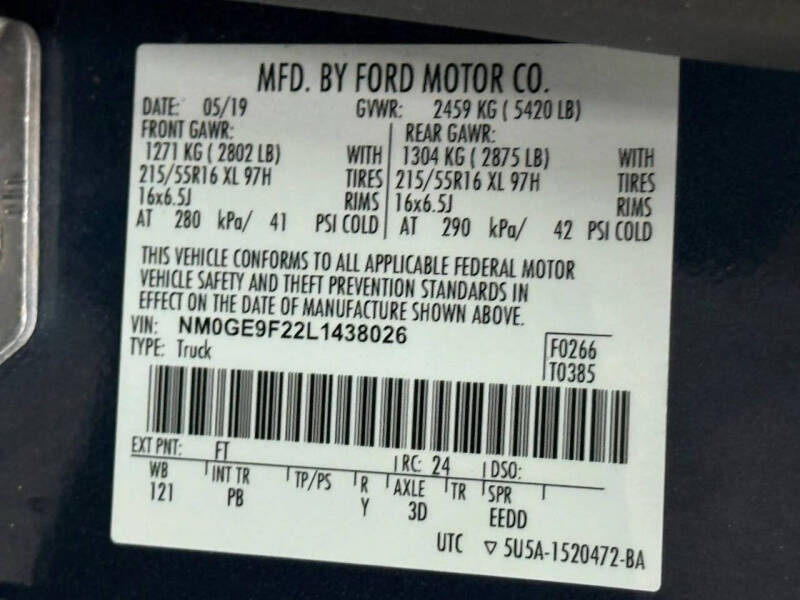 MFD. BY FORD MOTOR CO.
DATE: 05/19 GVWR: 2459 KG ( 5420 LB)
FRONT GAWR: REAR GAWR:
1271 KG ( 2802 LB) WITH 1304 KG ( 2875 LB) WITH
215/55R16 XL 97H TIRES 215/55R16 XL 97H TIRES
16x6.5J RIMS 16x6.5J RIMS
AT 280 kPa/ 41 PSI COLD AT 290 kPa/ 42 PSI COLD
THIS VEHICLE CONFORMS TO ALL APPLICABLE FEDERAL MOTOR
VEHICLE SAFETY AND THEFT PREVENTION STANDARDS IN
EFFECT ON THE DATE OF MANUFACTURE SHOWN ABOVE.
VIN: NM0GE9F22L1438026
TYPE: Truck
F0266
T0385
EXT PNT: FT RC: 24 DSO:
WB INT TR TP/PS R AXLE TR SPR
121 PB Y 3D EEDD
UTC ▽ 5U5A-1520472-BA